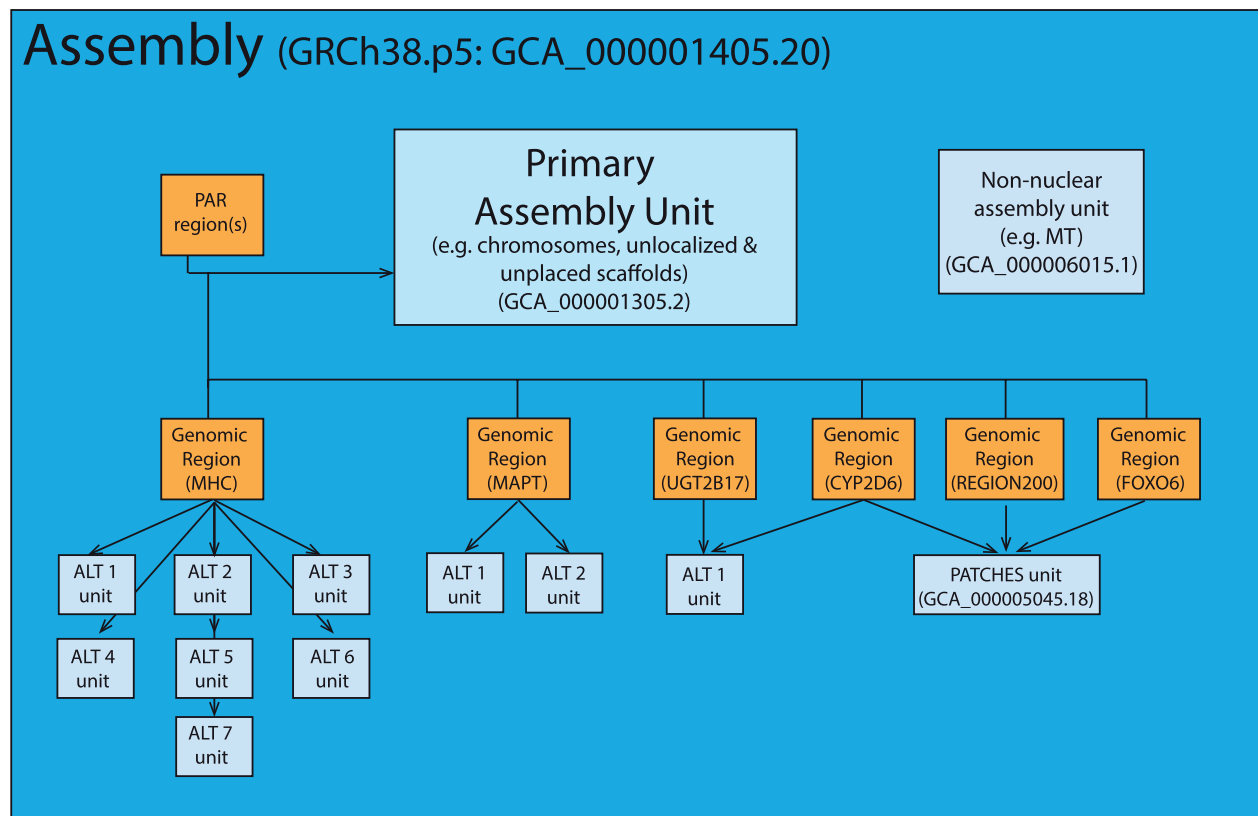 Assembly (GRCh38.p5: GCA_000001405.20)
PAR
region(s)
Primary
Assembly Unit
(e.g. chromosomes, unlocalized &
unplaced scaffolds)
(GCA_000001305.2)
Non-nuclear
assembly unit
(e.g. MT)
(GCA_000006015.1)
Genomic
Region
(MHC)
Genomic
Region
(MAPT)
Genomic
Region
(UGT2B17)
Genomic
Region
(CYP2D6)
Genomic
Region
(REGION200)
Genomic
Region
(FOXO6)
ALT 1
unit
ALT 2
unit
ALT 3
unit
ALT 1
unit
ALT 2
unit
ALT 1
unit
PATCHES unit
(GCA_000005045.18)
ALT 4
unit
ALT 5
unit
ALT 6
unit
ALT 7
unit